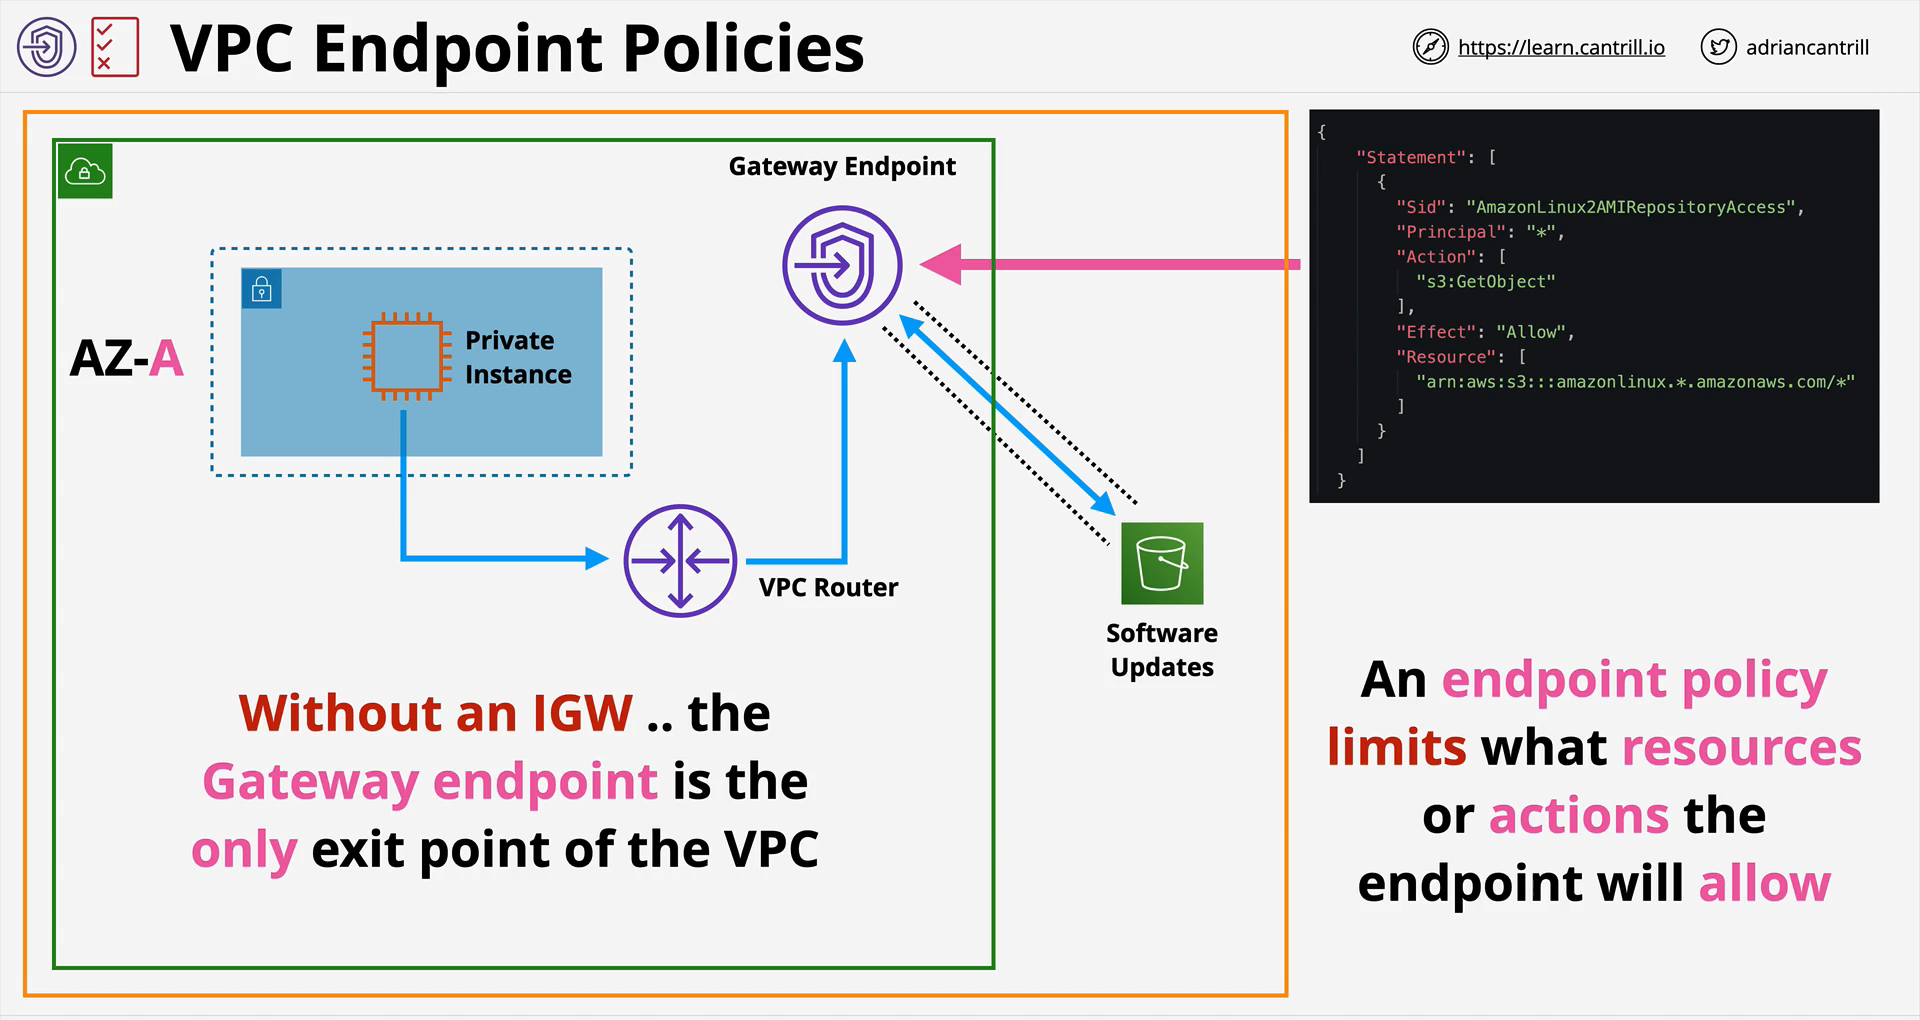 VPC Endpoint Policies
https://learn.cantrill.io
adriancantrill
Gateway Endpoint
AZ-A
Private
Instance
VPC Router
Software
Updates
Without an IGW .. the
Gateway endpoint is the
only exit point of the VPC
{
"Statement": [
{
"Sid": "AmazonLinux2AMIRepositoryAccess",
"Principal": "*",
"Action": [
"s3:GetObject"
],
"Effect": "Allow",
"Resource": [
"arn:aws:s3:::amazonlinux.*.amazonaws.com/*"
]
}
]
}
An endpoint policy
limits what resources
or actions the
endpoint will allow